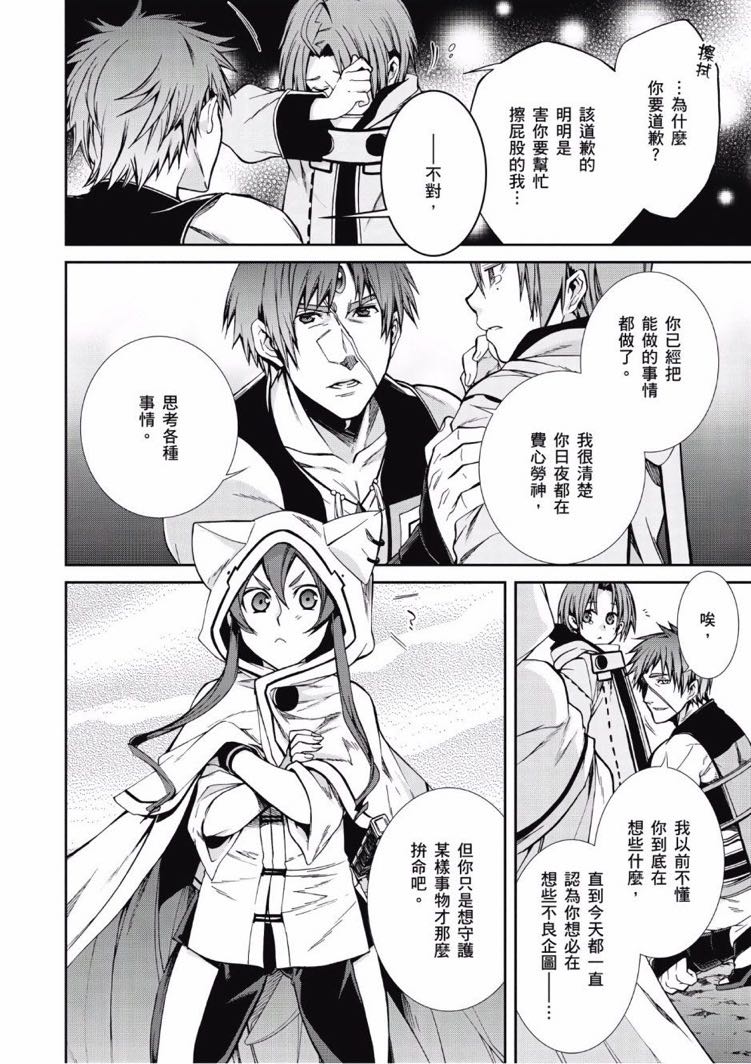 擦拭
…為什麼
你要道歉?
該道歉的
明明是
害你要幫忙
擦屁股的我…
——不對,
你已經把
能做的事情
都做了。
我很清楚
你日夜都在
費心勞神,
思考各種
事情。
唉,
我以前不懂
你到底在
想些什麼,
直到今天都一直
認為你想必在
想些不良企圖——…
但你只是想守護
某樣事物才那麼
拚命吧。